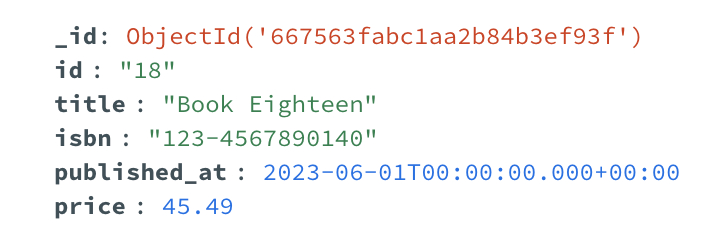 _id: ObjectId('667563fabc1aa2b84b3ef93f')
id : "18"
title : "Book Eighteen"
isbn : "123-4567890140"
published_at : 2023-06-01T00:00:00.000+00:00
price : 45.49